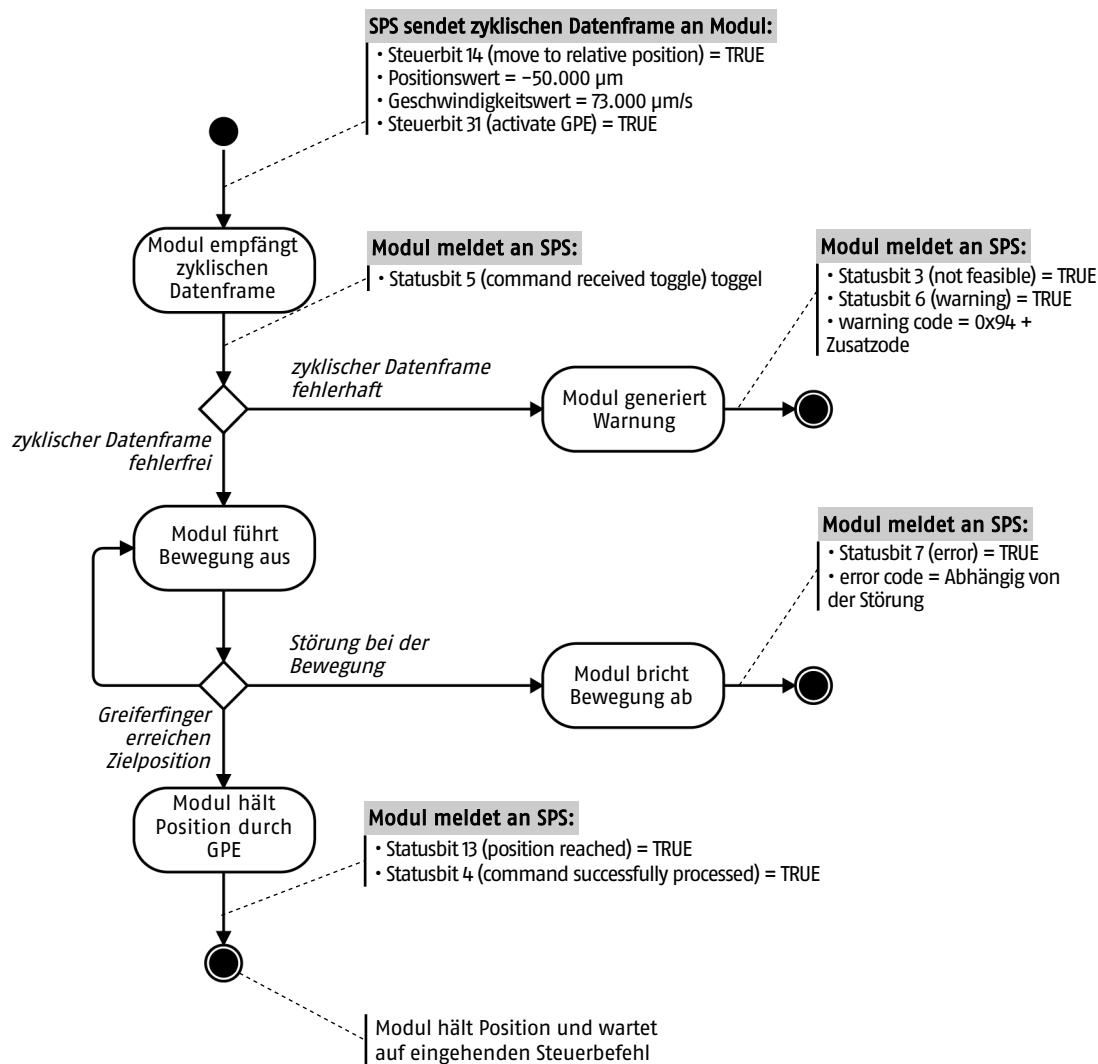 SPS sendet zyklischen Datenframe an Modul:
• Steuerbit 14 (move to relative position) = TRUE
• Positionswert = −50.000 µm
• Geschwindigkeitswert = 73.000 µm/s
• Steuerbit 31 (activate GPE) = TRUE
Modul empfängt
zyklischen
Datenframe
Modul meldet an SPS:
• Statusbit 5 (command received toggle) toggel
Modul meldet an SPS:
• Statusbit 3 (not feasible) = TRUE
• Statusbit 6 (warning) = TRUE
• warning code = 0x94 +
Zusatzode
zyklischer Datenframe
fehlerhaft
Modul generiert
Warnung
zyklischer Datenframe
fehlerfrei
Modul führt
Bewegung aus
Modul meldet an SPS:
• Statusbit 7 (error) = TRUE
• error code = Abhängig von
der Störung
Störung bei der
Bewegung
Modul bricht
Bewegung ab
Greiferfinger
erreichen
Zielposition
Modul hält
Position durch
GPE
Modul meldet an SPS:
• Statusbit 13 (position reached) = TRUE
• Statusbit 4 (command successfully processed) = TRUE
Modul hält Position und wartet
auf eingehenden Steuerbefehl